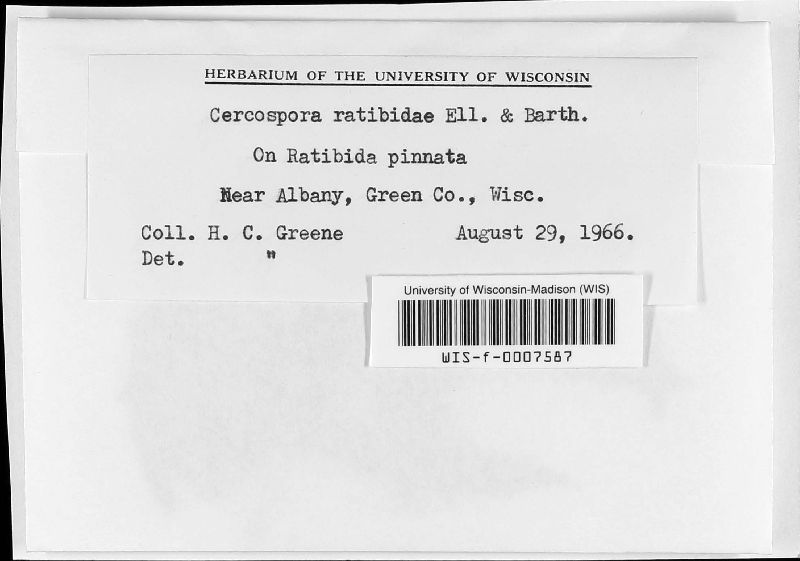 HERBARIUM OF THE UNIVERSITY OF WISCONSIN
Cercospora ratibidae Ell. & Barth.
On Ratibida pinnata
Near Albany, Green Co., Wisc.
Coll. H. C. Greene August 29, 1966.
Det. "
University of Wisconsin-Madison (WIS)
WIS-f-0007587